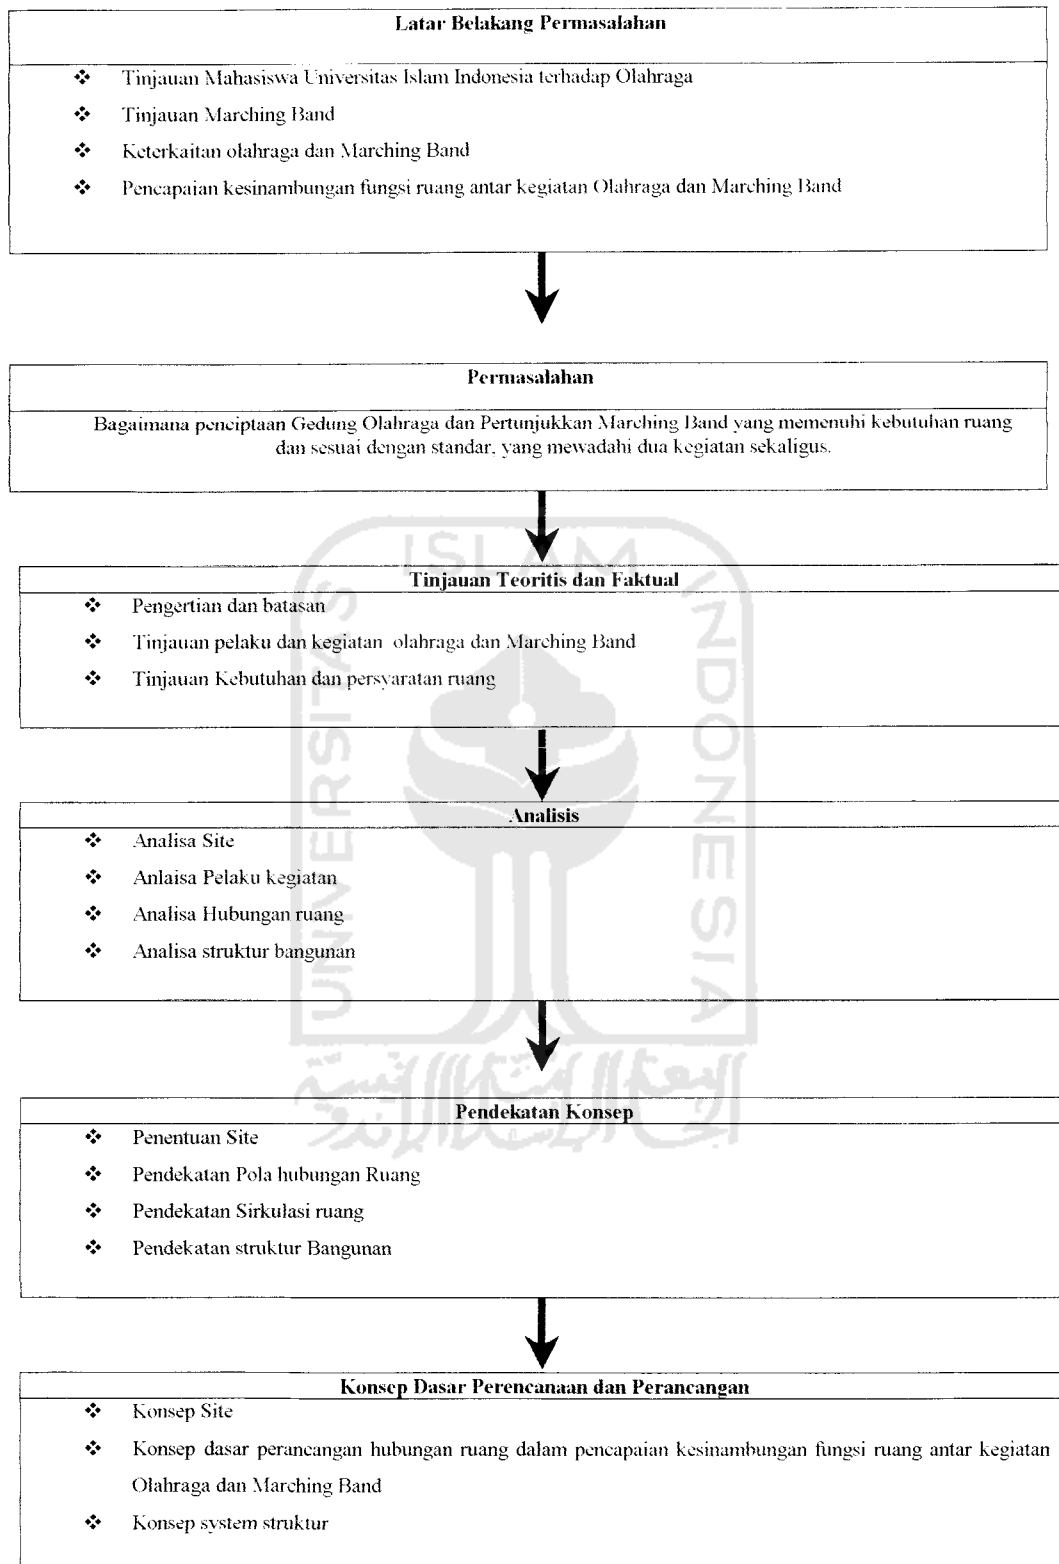 Latar Belakang Permasalahan
❖ Tinjauan Mahasiswa Universitas Islam Indonesia terhadap Olahraga
❖ Tinjauan Marching Band
❖ Keterkaitan olahraga dan Marching Band
❖ Pencapaian kesinambungan fungsi ruang antar kegiatan Olahraga dan Marching Band
Permasalahan
Bagaimana penciptaan Gedung Olahraga dan Pertunjukkan Marching Band yang memenuhi kebutuhan ruang
dan sesuai dengan standar, yang mewadahi dua kegiatan sekaligus.
Tinjauan Teoritis dan Faktual
❖ Pengertian dan batasan
❖ Tinjauan pelaku dan kegiatan olahraga dan Marching Band
❖ Tinjauan Kebutuhan dan persyaratan ruang
Analisis
❖ Analisa Site
❖ Anlaisa Pelaku kegiatan
❖ Analisa Hubungan ruang
❖ Analisa struktur bangunan
Pendekatan Konsep
❖ Penentuan Site
❖ Pendekatan Pola hubungan Ruang
❖ Pendekatan Sirkulasi ruang
❖ Pendekatan struktur Bangunan
Konsep Dasar Perencanaan dan Perancangan
❖ Konsep Site
❖ Konsep dasar perancangan hubungan ruang dalam pencapaian kesinambungan fungsi ruang antar kegiatan
Olahraga dan Marching Band
❖ Konsep system struktur
UNIVERSITAS
ISLAM
INDONESIA